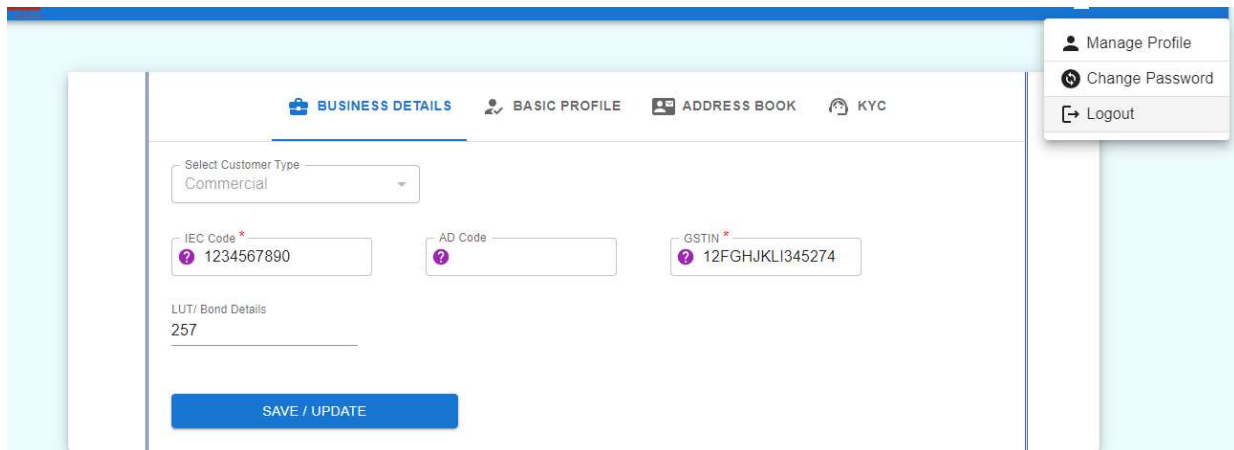 Manage Profile
Change Password
Logout
BUSINESS DETAILS BASIC PROFILE ADDRESS BOOK KYC
Select Customer Type
Commercial
IEC Code * AD Code GSTIN *
? 1234567890 ? ? 12FGHJKLI345274
LUT/ Bond Details
257
SAVE / UPDATE